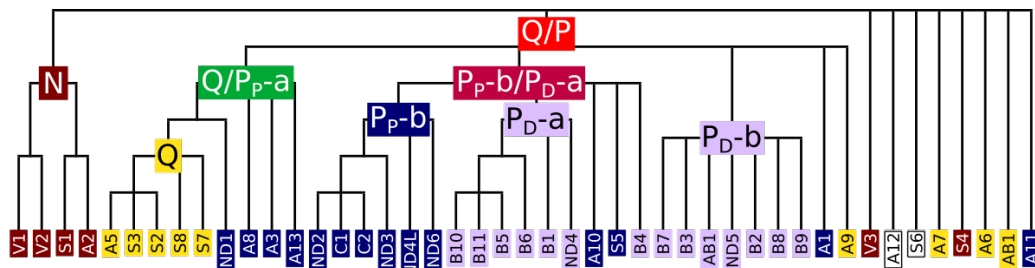 Q/P
N
Q/PP-a
PP-b/PD-a
PP-b
PD-a
PD-b
Q
V1
V2
S1
A2
A5
S3
S2
S8
S7
ND1
A8
A3
A13
ND2
C1
C2
ND3
ND4L
ND6
B10
B11
B5
B6
B1
ND4
A10
S5
B4
B7
B3
AB1
ND5
B2
B8
B9
A1
A9
V3
A12
S6
A7
S4
A6
AB1
A11